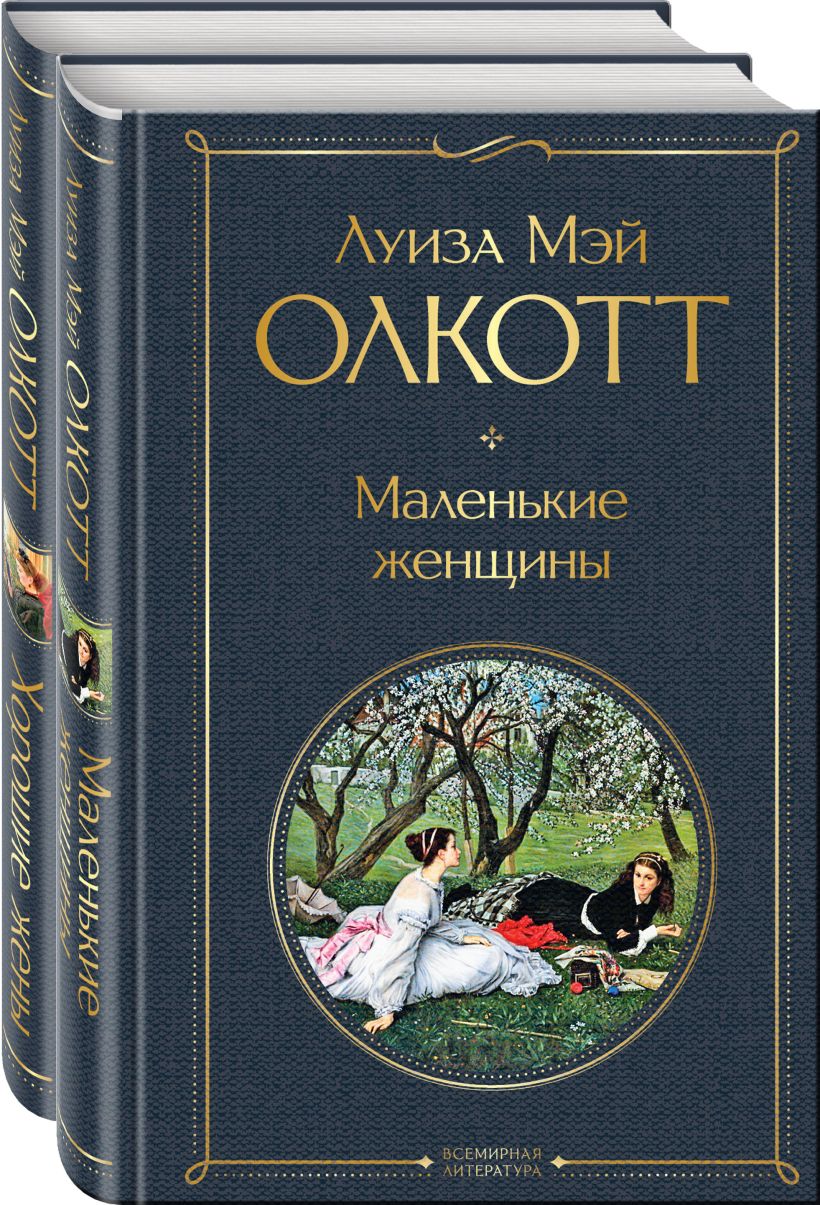 Луиза Мэй
ОЛКОТТ
Маленькие
женщины
ВСЕМИРНАЯ
ЛИТЕРАТУРА
Луиза Мэй ОЛКОТТ
Маленькие
женщины
Луиза Мэй ОЛКОТТ
Хорошие жены